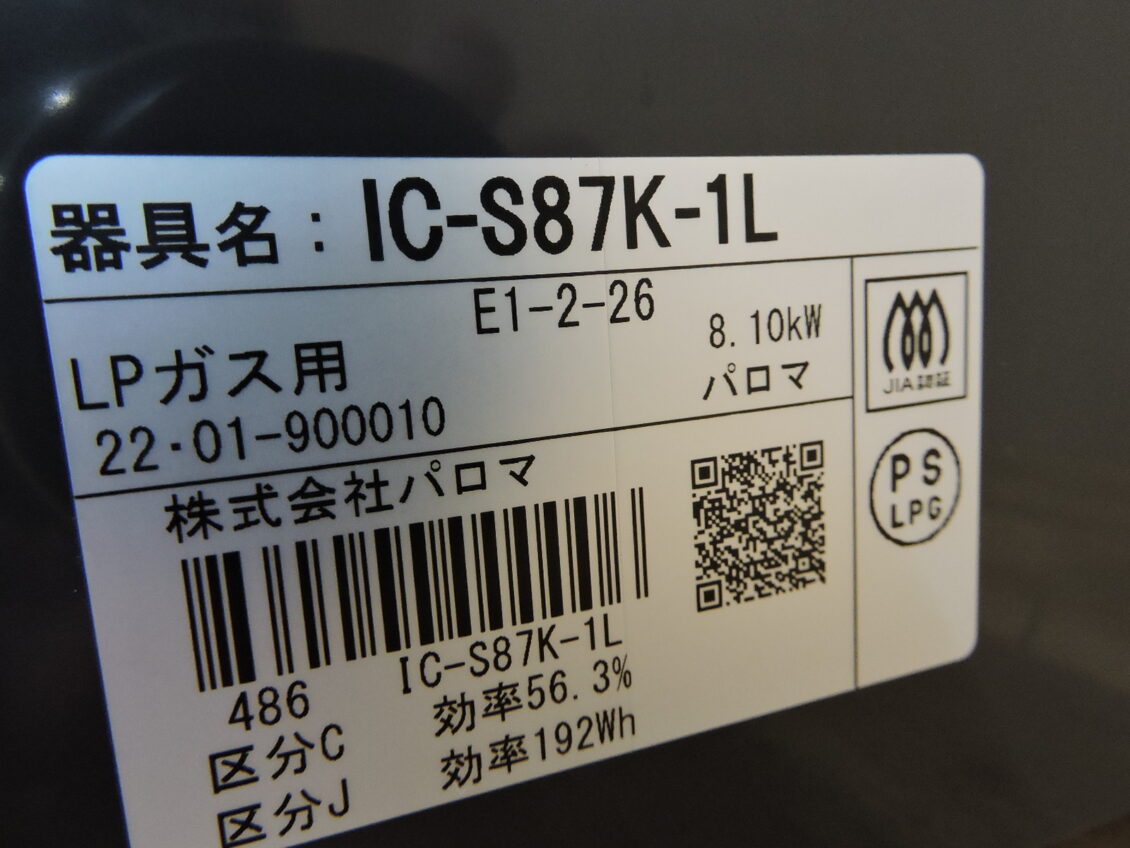 器具名：IC-S87K-1L
E1-2-26
8.10kW
LPガス用
パロマ
22・01-900010
株式会社パロマ
IC-S87K-1L
486
効率56.3%
区分C
効率192Wh
区分J
JIA認証
PS
LPG